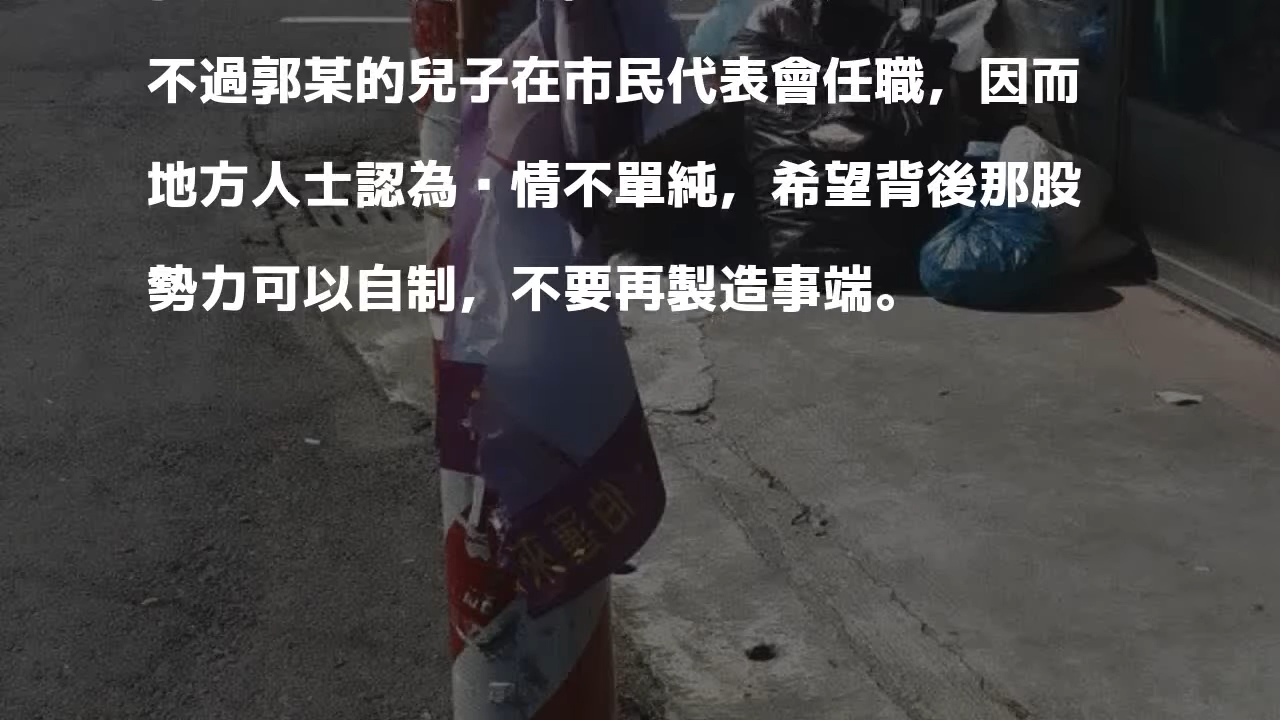 不過郭某的兒子在市民代表會任職，因而
地方人士認為·情不單純，希望背後那股
勢力可以自制，不要再製造事端。